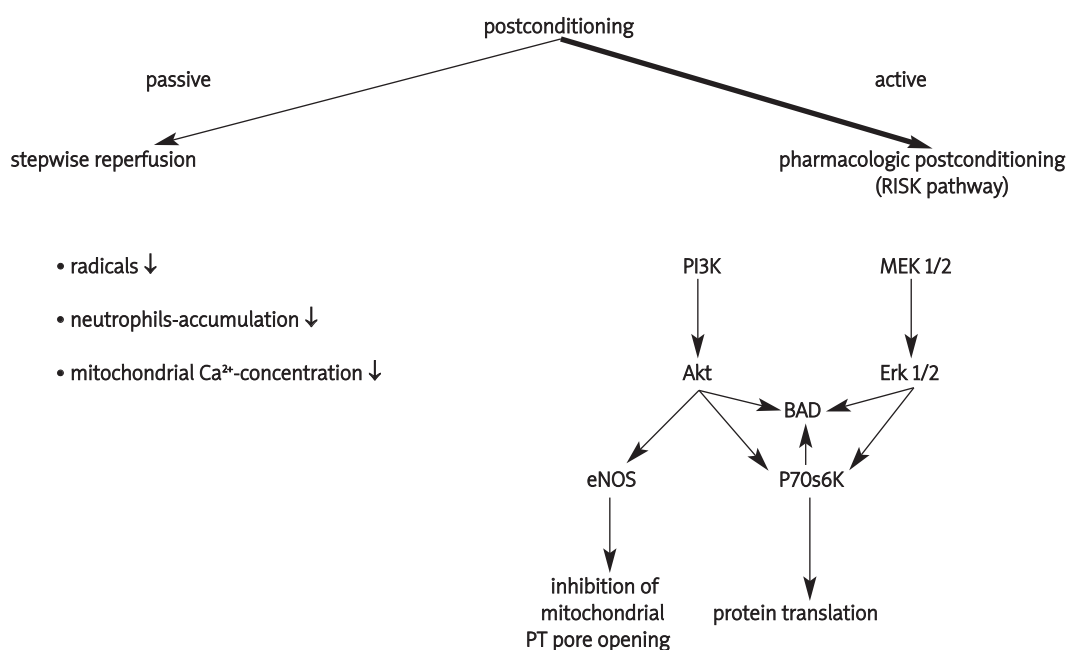 postconditioning
passive
active
stepwise reperfusion
pharmacologic postconditioning
(RISK pathway)
• radicals ↓
• neutrophils-accumulation ↓
• mitochondrial Ca²⁺-concentration ↓
PI3K
MEK 1/2
Akt
Erk 1/2
BAD
eNOS
P70s6K
inhibition of
mitochondrial
PT pore opening
protein translation